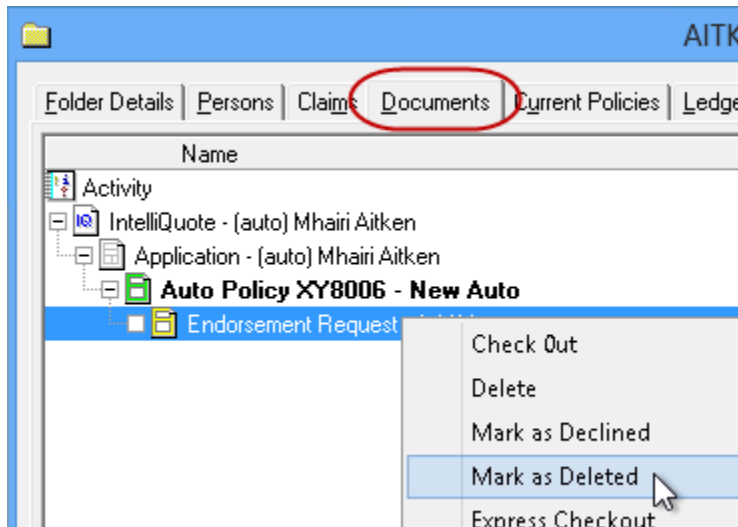 AITK
Folder Details Persons Claims Documents Current Policies Ledge
Name
Activity
IntelliQuote - (auto) Mhairi Aitken
Application - (auto) Mhairi Aitken
Auto Policy XY8006 - New Auto
Endorsement Request
Check Out
Delete
Mark as Declined
Mark as Deleted
Express Checkout